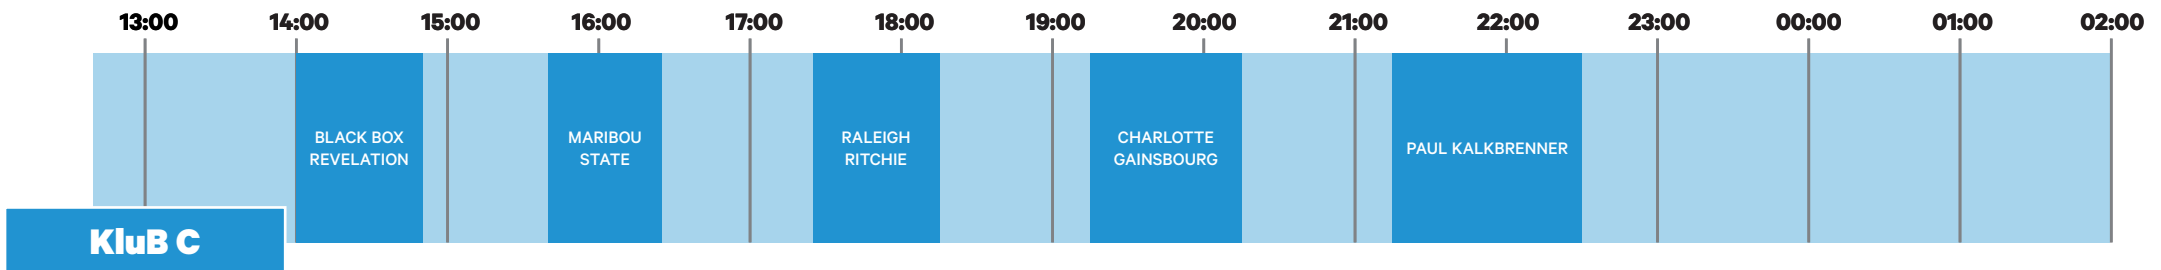 13:00 14:00 15:00 16:00 17:00 18:00 19:00 20:00 21:00 22:00 23:00 00:00 01:00 02:00
BLACK BOX
REVELATION
MARIBOU
STATE
RALEIGH
RITCHIE
CHARLOTTE
GAINSBOURG
PAUL KALKBRENNER
KluB C